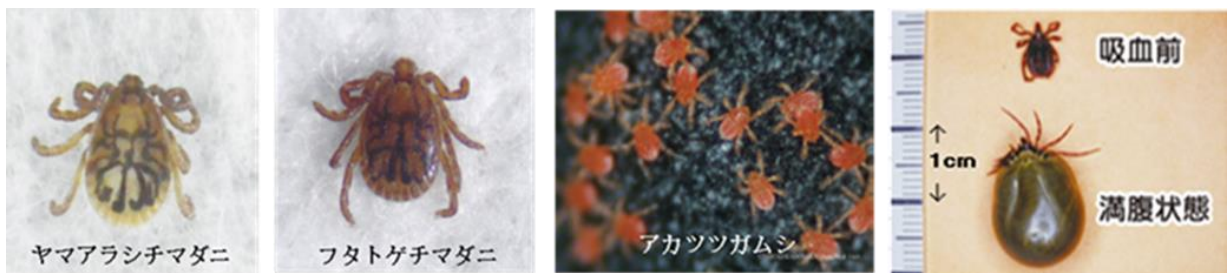 ヤマアラシチマダニ
フタトゲチマダニ
アカツツガムシ
吸血前
1cm
満腹状態